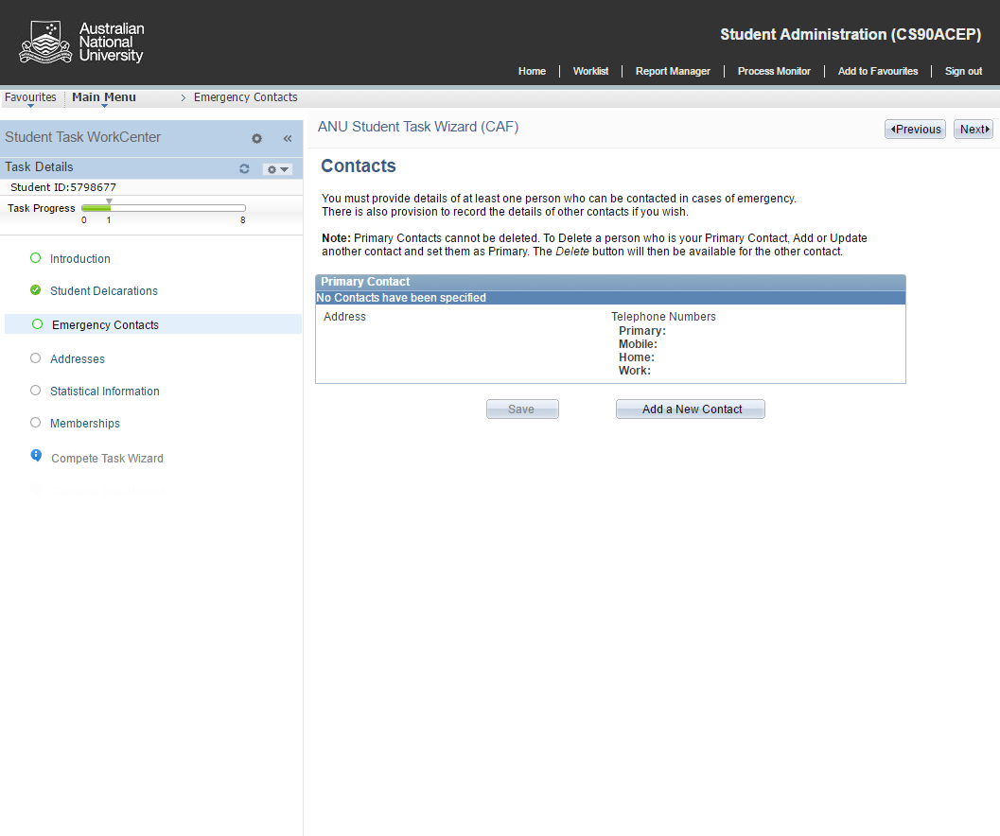 Australian
National
University
Student Administration (CS90ACEP)
Home Worklist Report Manager Process Monitor Add to Favourites Sign out
Favourites Main Menu > Emergency Contacts
Student Task WorkCenter «
Task Details
Student ID:5798677
Task Progress
0 1 8
Introduction
Student Delcarations
Emergency Contacts
Addresses
Statistical Information
Memberships
Compete Task Wizard
ANU Student Task Wizard (CAF)
Previous Next
Contacts
You must provide details of at least one person who can be contacted in cases of emergency.
There is also provision to record the details of other contacts if you wish.
Note: Primary Contacts cannot be deleted. To Delete a person who is your Primary Contact, Add or Update
another contact and set them as Primary. The Delete button will then be available for the other contact.
Primary Contact
No Contacts have been specified
Address Telephone Numbers
Primary:
Mobile:
Home:
Work:
Save Add a New Contact